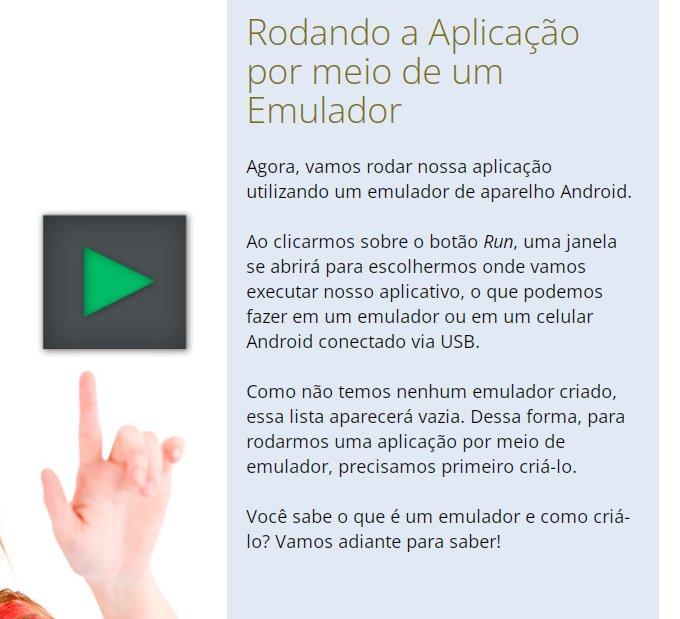 Rodando a Aplicação
por meio de um
Emulador
Agora, vamos rodar nossa aplicação
utilizando um emulador de aparelho Android.
Ao clicarmos sobre o botão Run, uma janela
se abrirá para escolhermos onde vamos
executar nosso aplicativo, o que podemos
fazer em um emulador ou em um celular
Android conectado via USB.
Como não temos nenhum emulador criado,
essa lista aparecerá vazia. Dessa forma, para
rodarmos uma aplicação por meio de
emulador, precisamos primeiro criá-lo.
Você sabe o que é um emulador e como criá-
lo? Vamos adiante para saber!